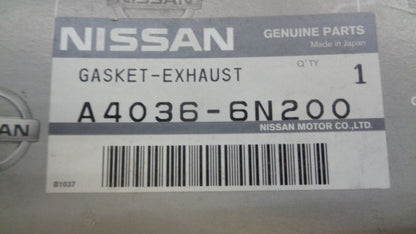 NISSAN
GENUINE PARTS
Made in Japan
GASKET-EXHAUST
Q'TY
1
A4036-6N200
NISSAN MOTOR CO.,LTD.
B1037